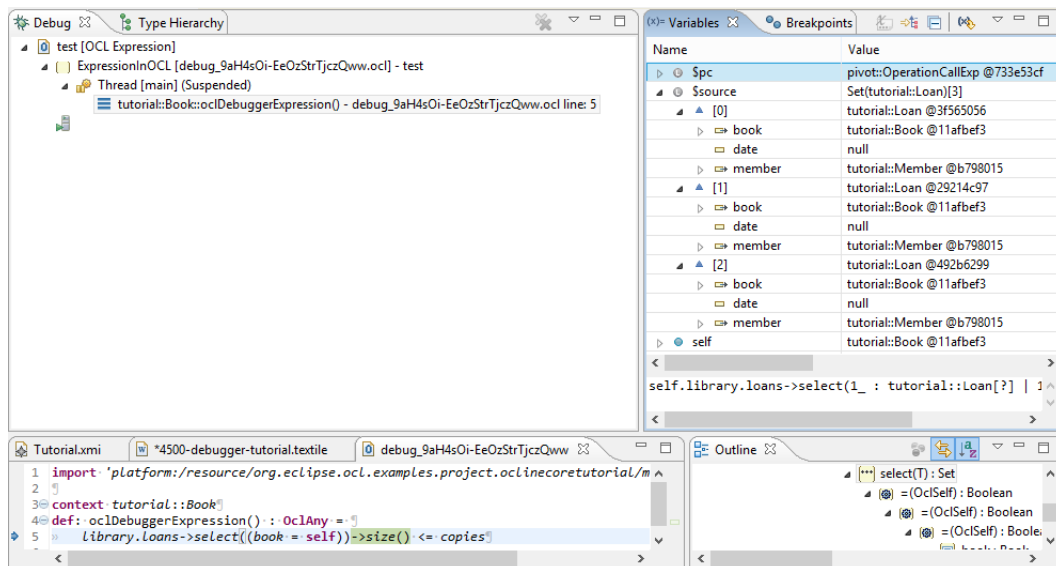 Debug
Type Hierarchy
test [OCL Expression]
ExpressionInOCL [debug_9aH4sOi-EeOzStrTjczQww.ocl] - test
Thread [main] (Suspended)
tutorial::Book::oclDebuggerExpression() - debug_9aH4sOi-EeOzStrTjczQww.ocl line: 5
(x)= Variables
Breakpoints
Name Value
$pc pivot::OperationCallExp @733e53cf
$source Set(tutorial::Loan)[3]
[0] tutorial::Loan @3f565056
book tutorial::Book @11afbef3
date null
member tutorial::Member @b798015
[1] tutorial::Loan @29214c97
book tutorial::Book @11afbef3
date null
member tutorial::Member @b798015
[2] tutorial::Loan @492b6299
book tutorial::Book @11afbef3
date null
member tutorial::Member @b798015
self tutorial::Book @11afbef3
self.library.loans->select(1_ : tutorial::Loan[?] | 1
Tutorial.xmi
*4500-debugger-tutorial.textile
debug_9aH4sOi-EeOzStrTjczQww
1 import 'platform:/resource/org.eclipse.ocl.examples.project.oclinecoretutorial/m
2
3 context tutorial::Book
4 def: oclDebuggerExpression() : OclAny =
5 library.loans->select((book = self))->size() <= copies
Outline
select(T) : Set
=(OclSelf) : Boolean
=(OclSelf) : Boolean
=(OclSelf) : Boole